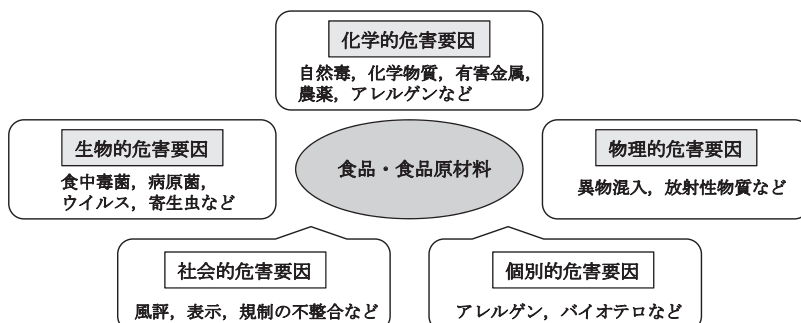 化学的危害要因
自然毒，化学物質，有害金属，
農薬，アレルゲンなど
生物的危害要因
食中毒菌，病原菌，
ウイルス，寄生虫など
食品・食品原材料
物理的危害要因
異物混入，放射性物質など
社会的危害要因
風評，表示，規制の不整合など
個別的危害要因
アレルゲン，バイオテロなど